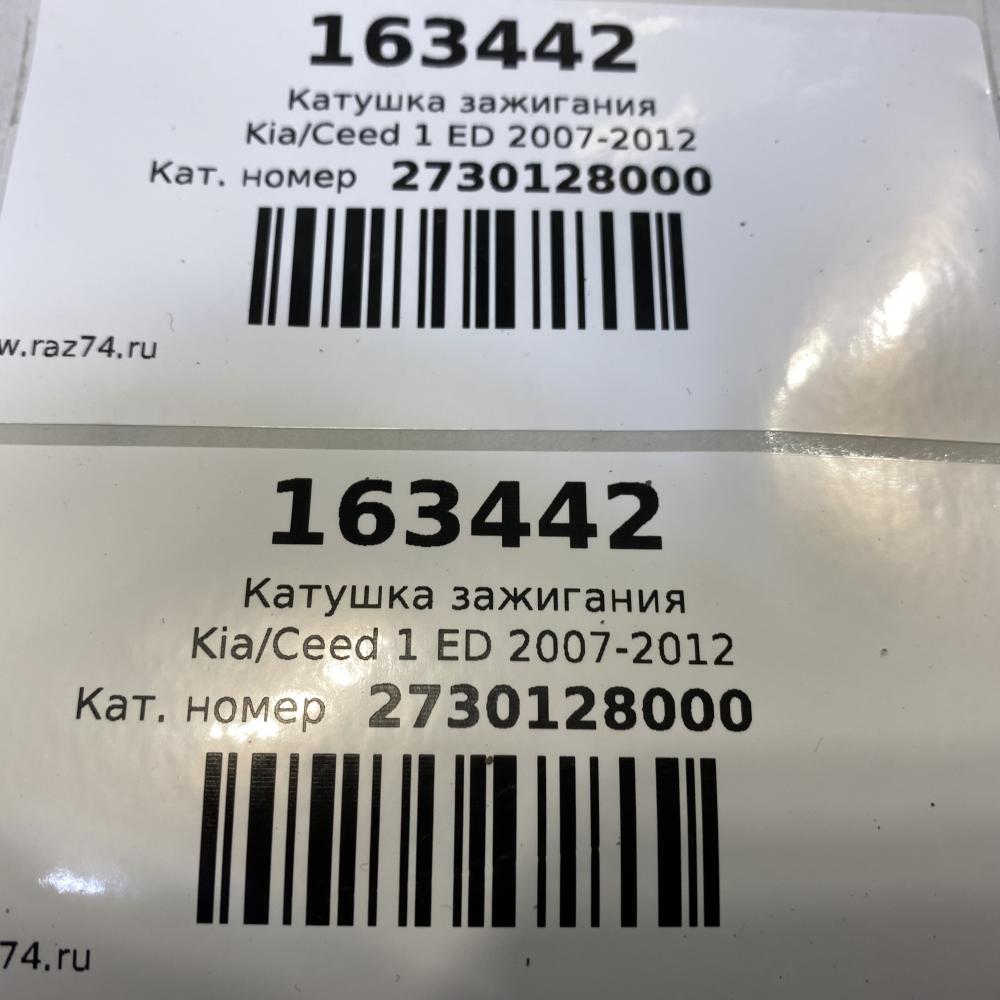 163442
Катушка зажигания
Kia/Ceed 1 ED 2007-2012
Кат. номер 2730128000
w.raz74.ru
163442
Катушка зажигания
Kia/Ceed 1 ED 2007-2012
Кат. номер 2730128000
74.ru